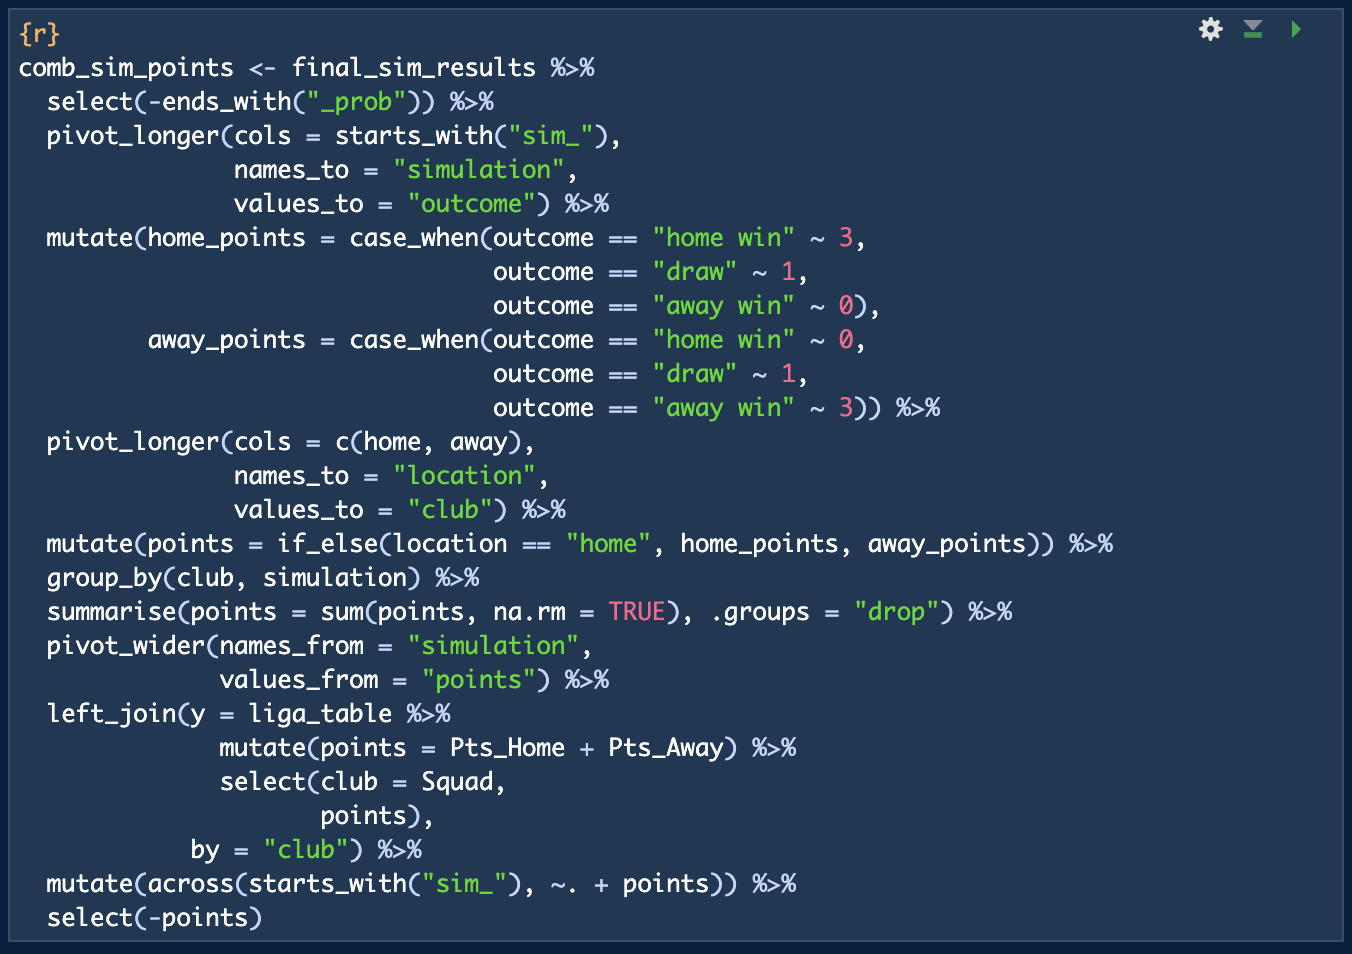 {r}
comb_sim_points <- final_sim_results %>%
  select(-ends_with("_prob")) %>%
  pivot_longer(cols = starts_with("sim_"),
               names_to = "simulation",
               values_to = "outcome") %>%
  mutate(home_points = case_when(outcome == "home win" ~ 3,
                                 outcome == "draw" ~ 1,
                                 outcome == "away win" ~ 0),
         away_points = case_when(outcome == "home win" ~ 0,
                                 outcome == "draw" ~ 1,
                                 outcome == "away win" ~ 3)) %>%
  pivot_longer(cols = c(home, away),
               names_to = "location",
               values_to = "club") %>%
  mutate(points = if_else(location == "home", home_points, away_points)) %>%
  group_by(club, simulation) %>%
  summarise(points = sum(points, na.rm = TRUE), .groups = "drop") %>%
  pivot_wider(names_from = "simulation",
              values_from = "points") %>%
  left_join(y = liga_table %>%
              mutate(points = Pts_Home + Pts_Away) %>%
              select(club = Squad,
                     points),
            by = "club") %>%
  mutate(across(starts_with("sim_"), ~. + points)) %>%
  select(-points)